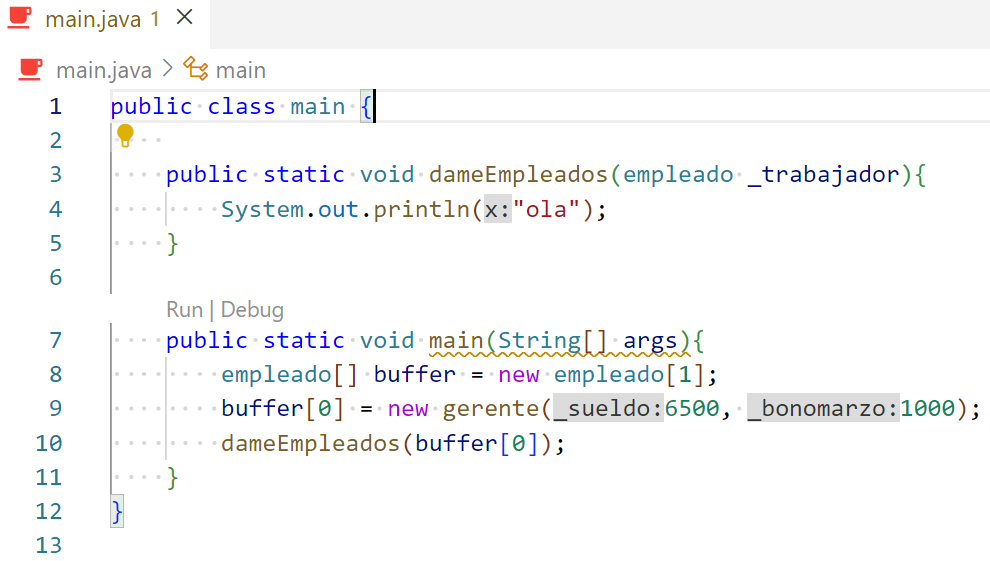 main.java 1
main.java > main
1 public class main {
2
3 public static void dameEmpleados(empleado _trabajador){
4 System.out.println(x:"ola");
5 }
6
Run | Debug
7 public static void main(String[] args){
8 empleado[] buffer = new empleado[1];
9 buffer[0] = new gerente(_sueldo:6500, _bonomarzo:1000);
10 dameEmpleados(buffer[0]);
11 }
12 }
13